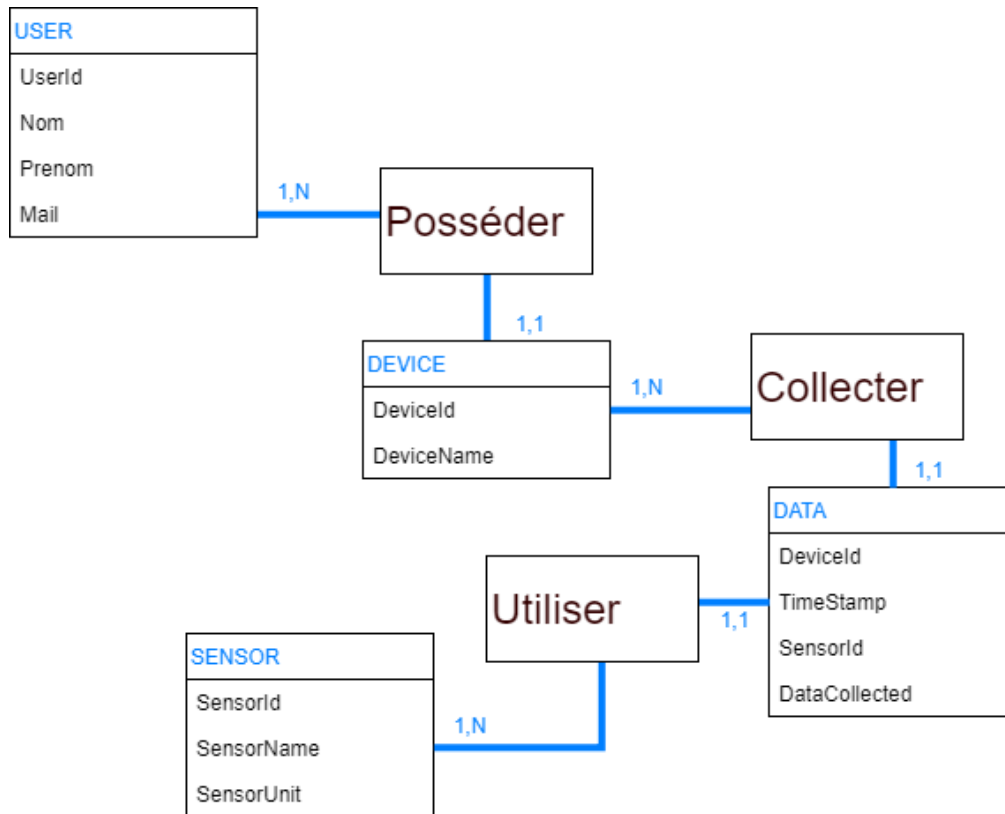 USER
UserId
Nom
Prenom
Mail
1,N
Posséder
1,1
DEVICE
DeviceId
DeviceName
1,N
Collecter
1,1
DATA
DeviceId
TimeStamp
SensorId
DataCollected
Utiliser
1,1
SENSOR
SensorId
SensorName
SensorUnit
1,N